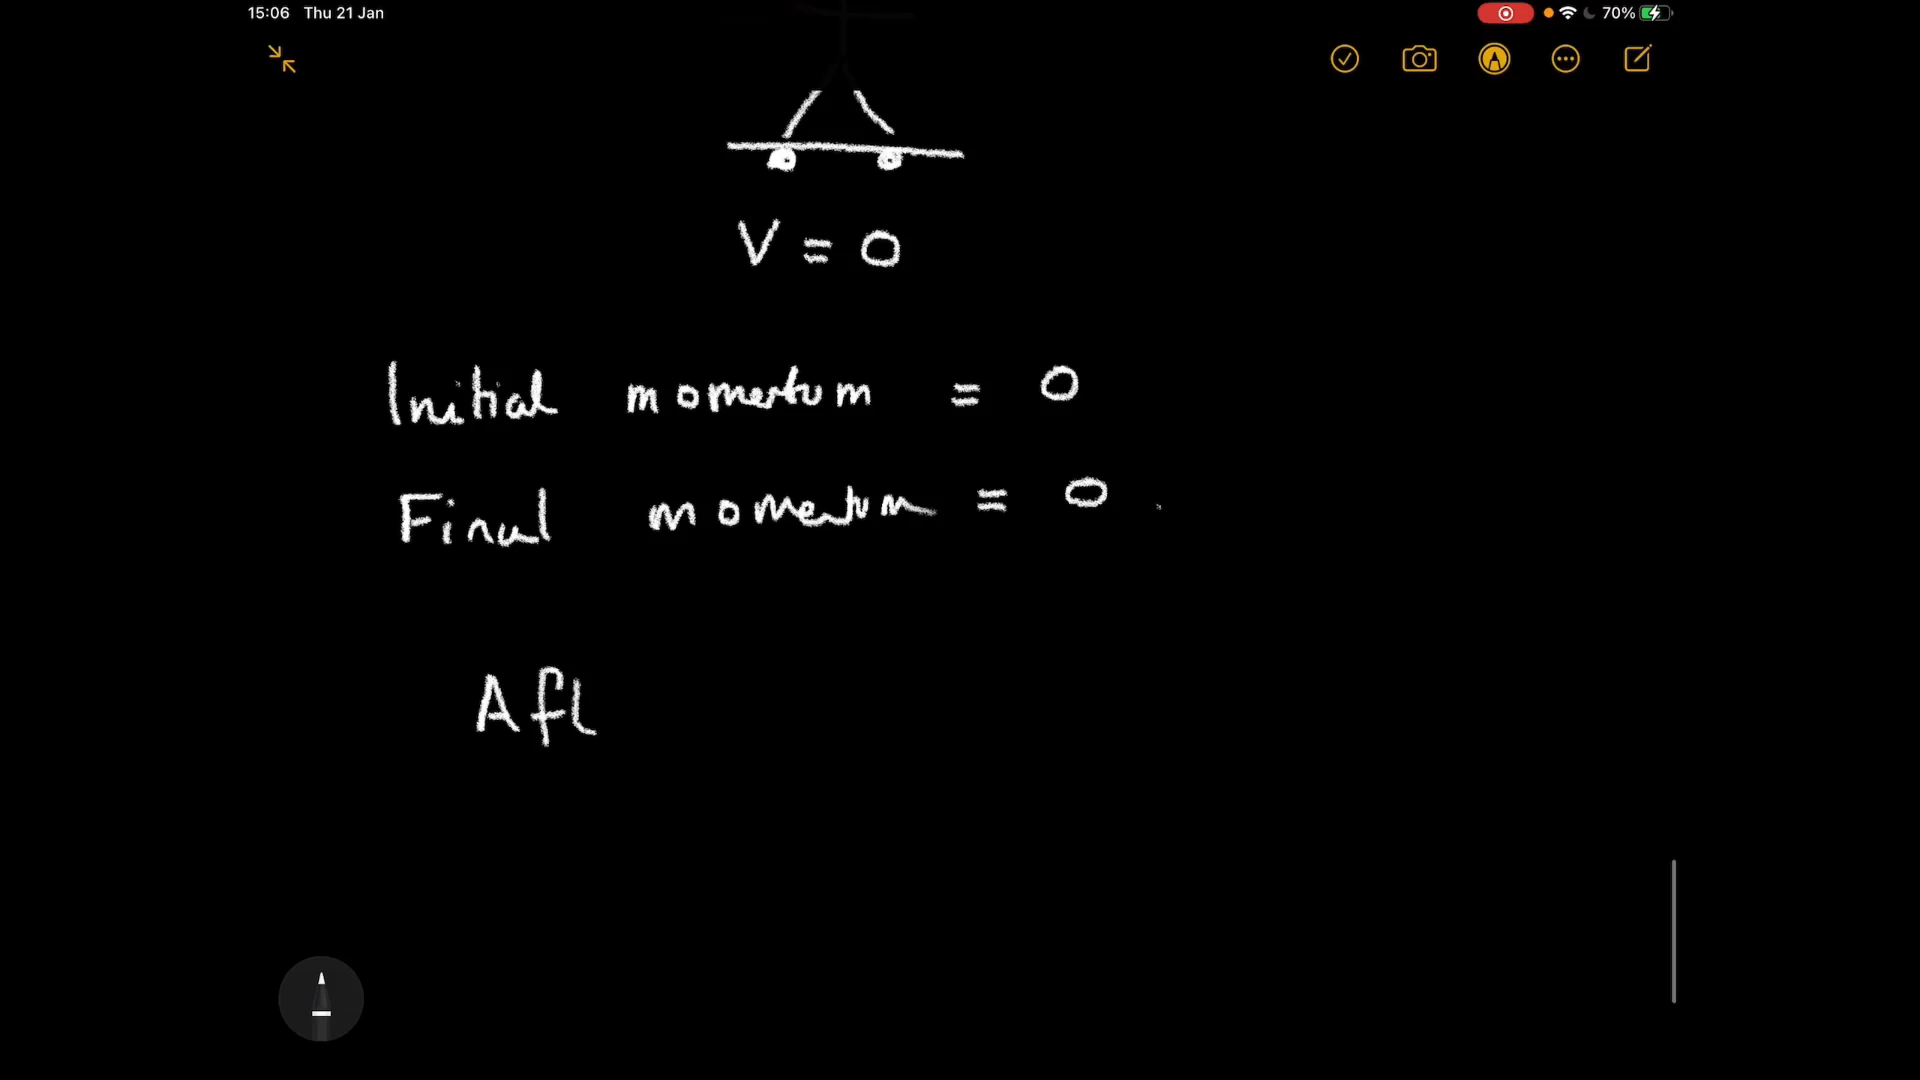 15:06 Thu 21 Jan 70%
V = 0
Initial momentum = 0
Final momentum = 0
Aft